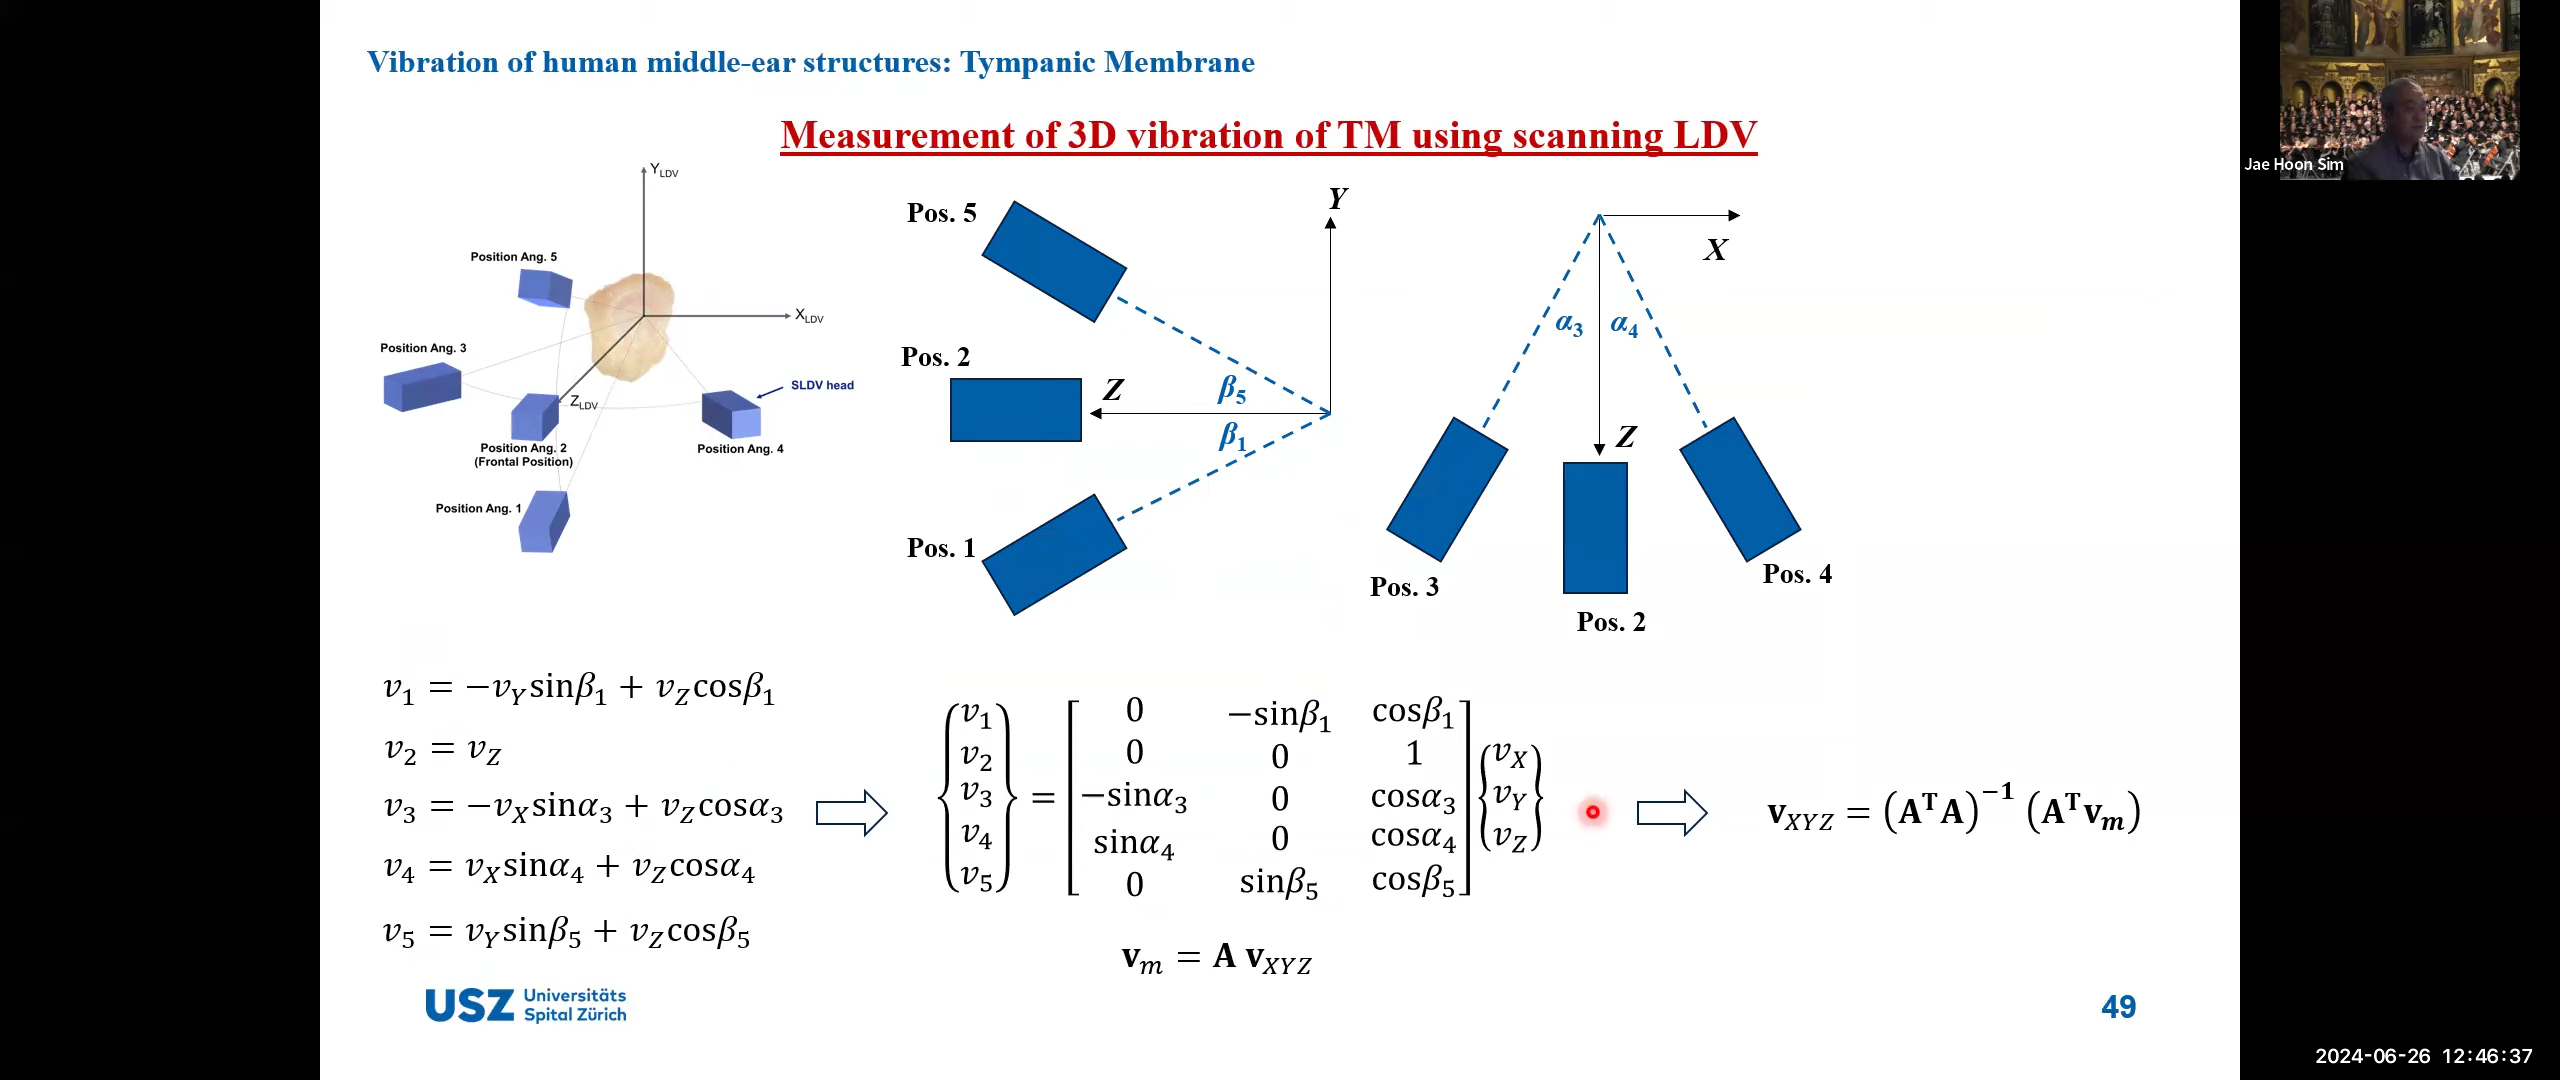 Vibration of human middle-ear structures: Tympanic Membrane
Measurement of 3D vibration of TM using scanning LDV
Y_LDV
X_LDV
Z_LDV
Position Ang. 5
Position Ang. 3
SLDV head
Position Ang. 2
(Frontal Position)
Position Ang. 4
Position Ang. 1
Pos. 5
Pos. 2
Pos. 1
Y
Z
β₅
β₁
X
α₃ α₄
Z
Pos. 3
Pos. 4
Pos. 2
v₁ = −v_Y sinβ₁ + v_Z cosβ₁
v₂ = v_Z
v₃ = −v_X sinα₃ + v_Z cosα₃
v₄ = v_X sinα₄ + v_Z cosα₄
v₅ = v_Y sinβ₅ + v_Z cosβ₅
{v₁ v₂ v₃ v₄ v₅} =
0 −sinβ₁ cosβ₁
0 0 1
−sinα₃ 0 cosα₃
sinα₄ 0 cosα₄
0 sinβ₅ cosβ₅
{v_X v_Y v_Z}
v_m = A v_XYZ
v_XYZ = (AᵀA)⁻¹ (Aᵀv_m)
USZ Universitäts
Spital Zürich
49
Jae Hoon Sim
2024-06-26 12:46:37